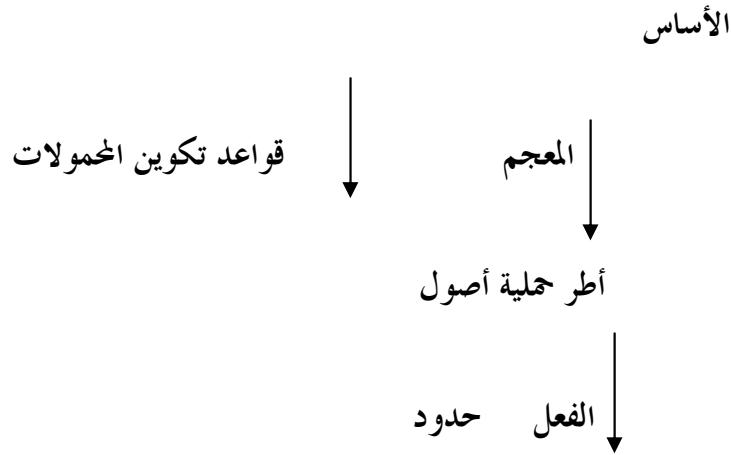 الأساس
المعجم قواعد تكوين المحمولات
أطر حملية أصول
الفعل حدود